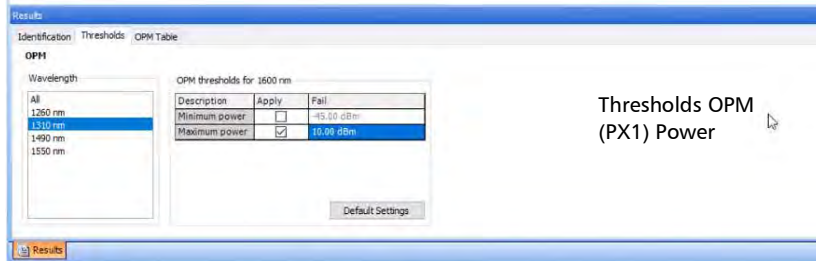 Results
Identification Thresholds OPM Table
OPM
Wavelength
All
1260 nm
1310 nm
1490 nm
1550 nm
OPM thresholds for 1600 nm
Description Apply Fail
Minimum power -45.00 dBm
Maximum power 10.00 dBm
Default Settings
Thresholds OPM
(PX1) Power
Results